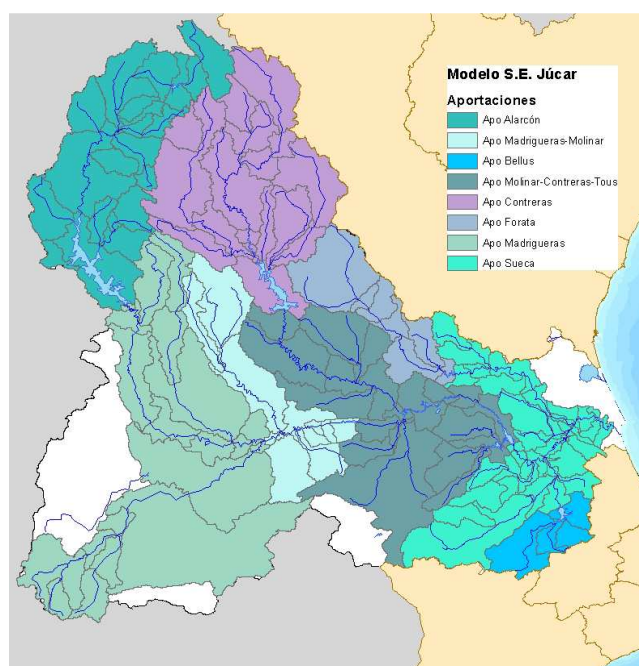 Modelo S.E. Júcar
Aportaciones
Apo Alarcón
Apo Madrigueras-Molinar
Apo Bellus
Apo Molinar-Contreras-Tous
Apo Contreras
Apo Forata
Apo Madrigueras
Apo Sueca